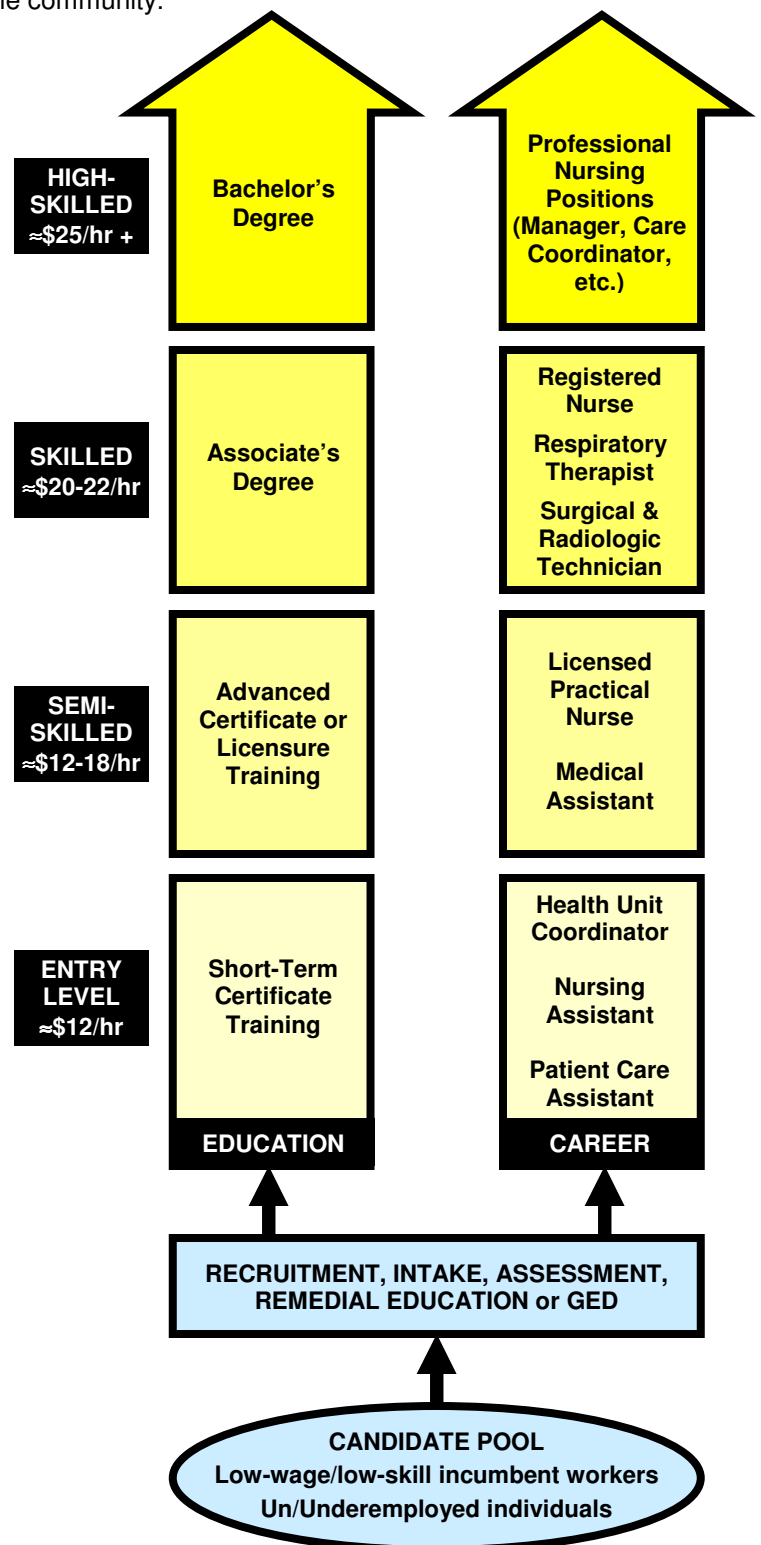 he community.
HIGH-
SKILLED
≈$25/hr +
Bachelor's
Degree
Professional
Nursing
Positions
(Manager, Care
Coordinator,
etc.)
SKILLED
≈$20-22/hr
Associate's
Degree
Registered
Nurse
Respiratory
Therapist
Surgical &
Radiologic
Technician
SEMI-
SKILLED
≈$12-18/hr
Advanced
Certificate or
Licensure
Training
Licensed
Practical
Nurse
Medical
Assistant
ENTRY
LEVEL
≈$12/hr
Short-Term
Certificate
Training
Health Unit
Coordinator
Nursing
Assistant
Patient Care
Assistant
EDUCATION
CAREER
RECRUITMENT, INTAKE, ASSESSMENT,
REMEDIAL EDUCATION or GED
CANDIDATE POOL
Low-wage/low-skill incumbent workers
Un/Underemployed individuals